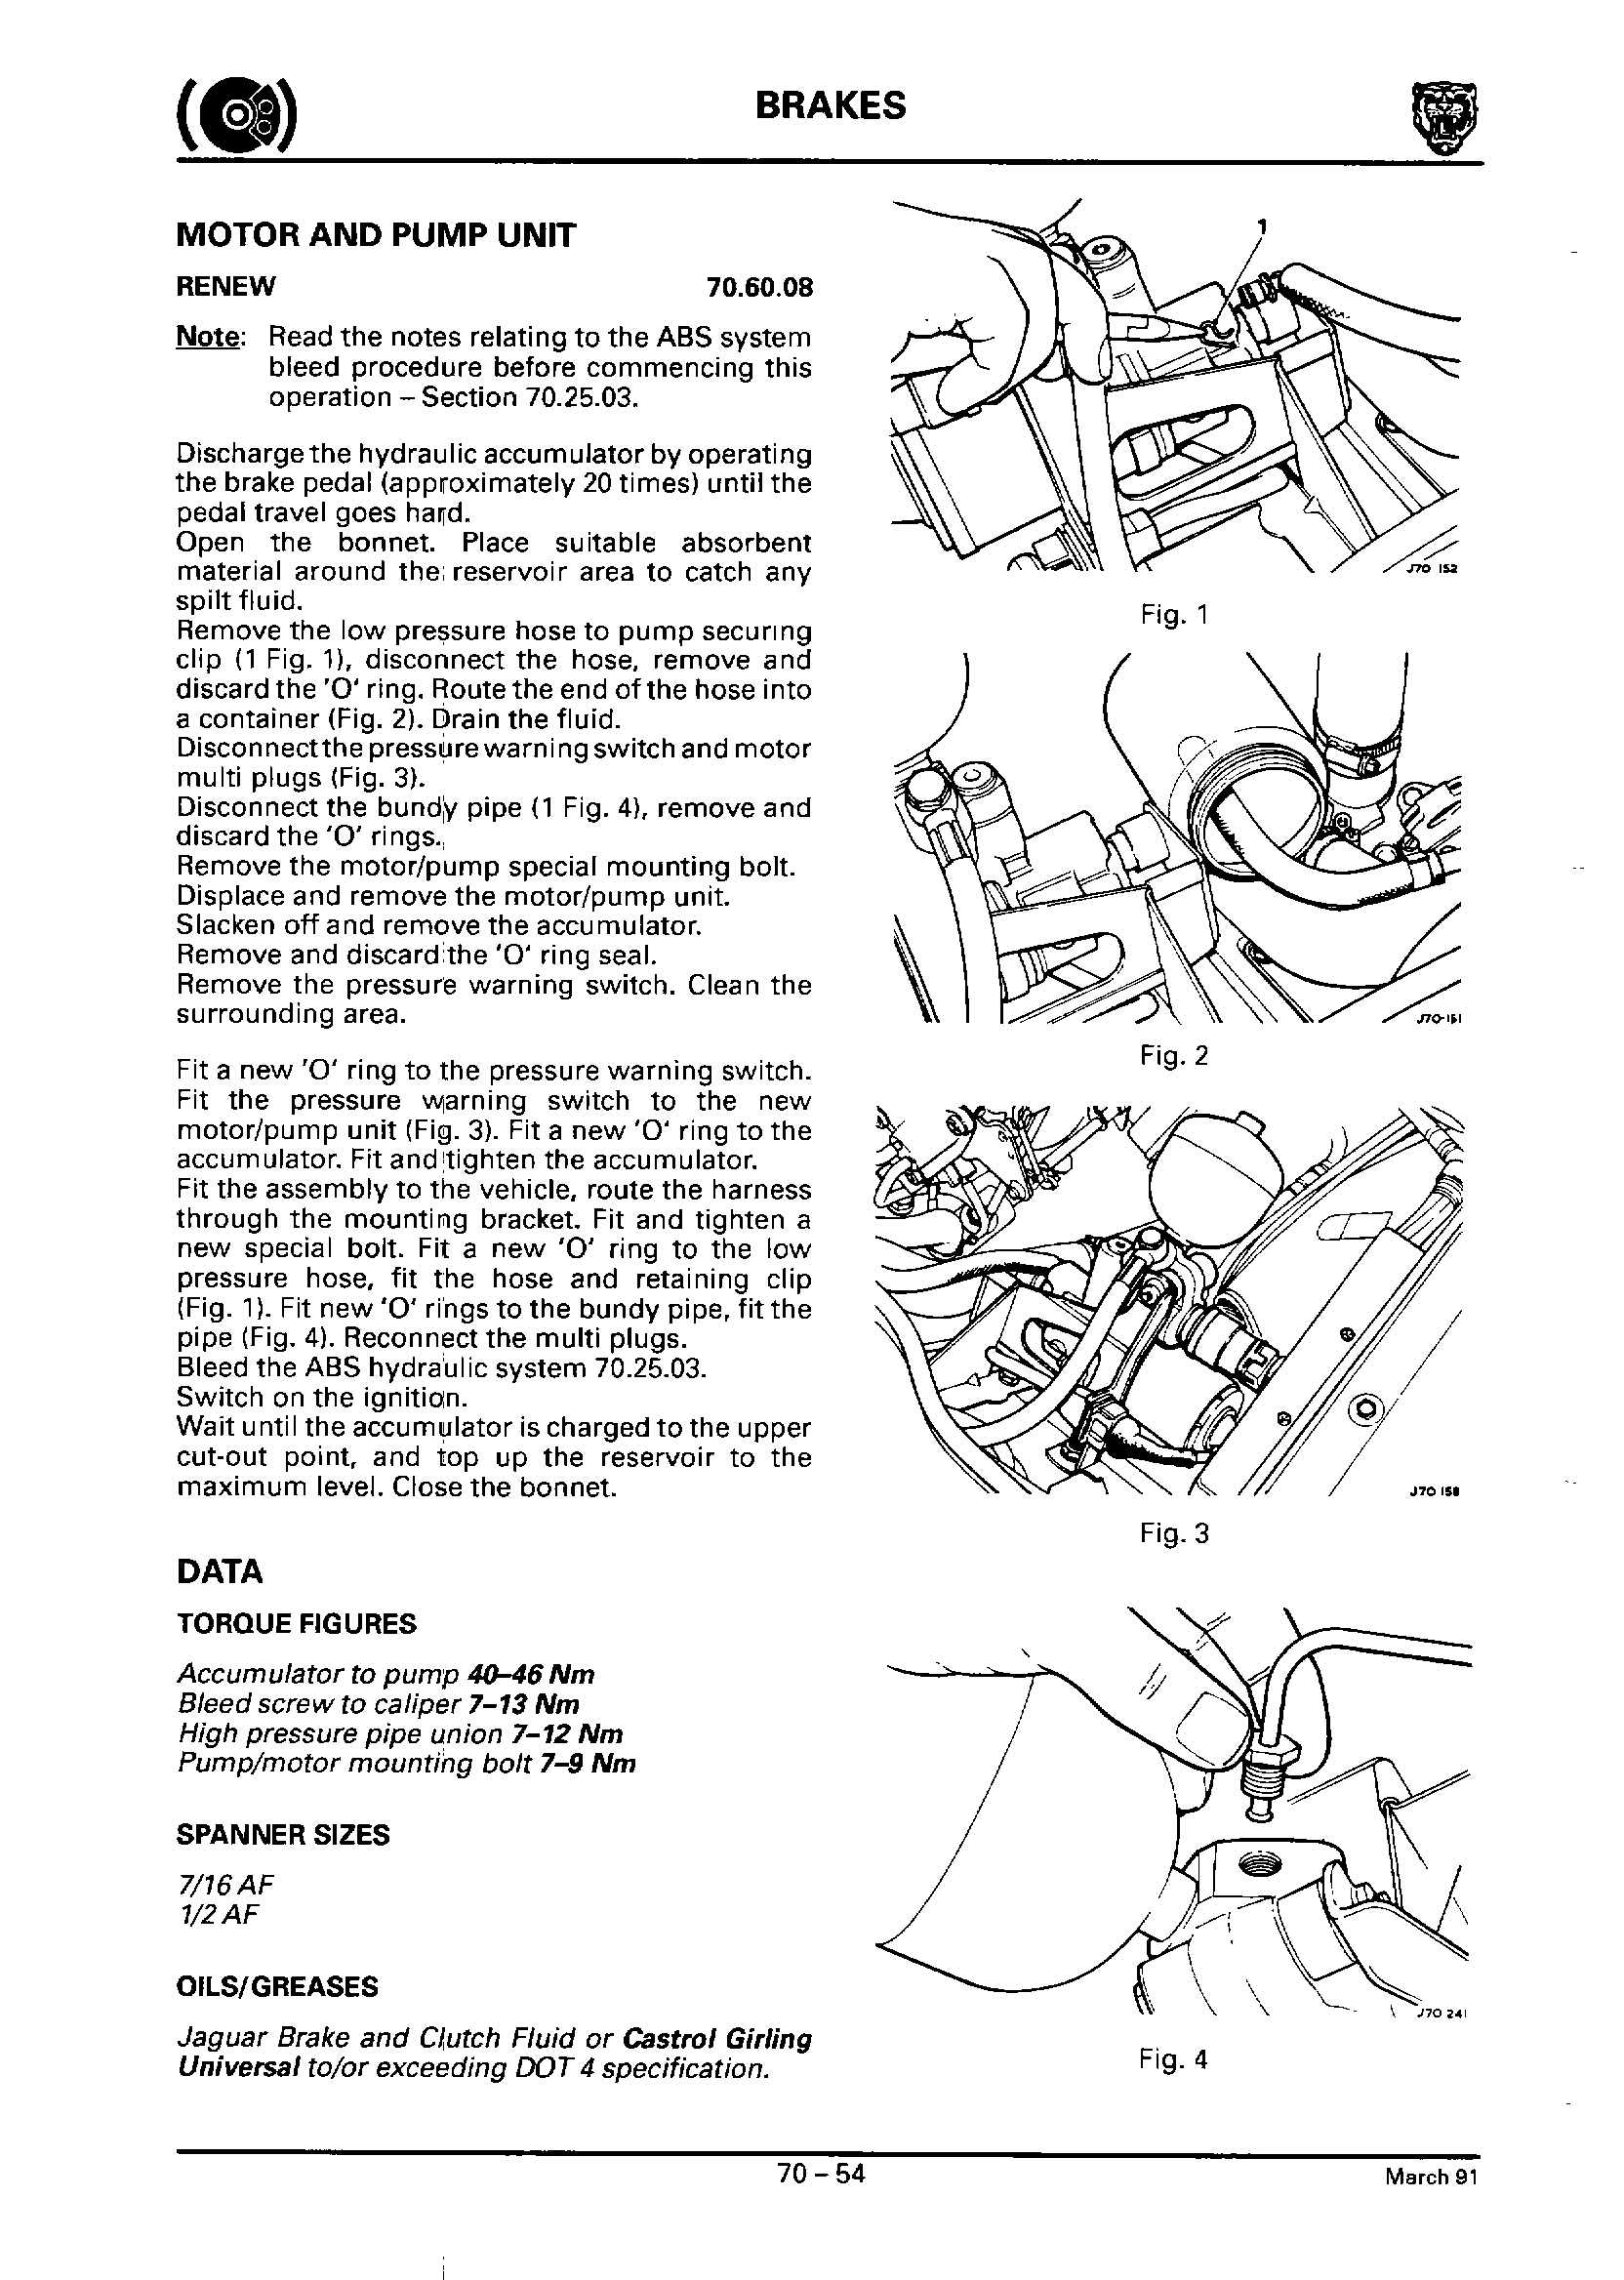 BRAKES
MOTOR AND PUMP UNIT
RENEW 70.60.08
Note: Read the notes relating to the ABS system
bleed procedure before commencing this
operation – Section 70.25.03.
Discharge the hydraulic accumulator by operating
the brake pedal (approximately 20 times) until the
pedal travel goes hard.
Open the bonnet. Place suitable absorbent
material around the reservoir area to catch any
spilt fluid.
Remove the low pressure hose to pump securing
clip (1 Fig. 1), disconnect the hose, remove and
discard the 'O' ring. Route the end of the hose into
a container (Fig. 2). Drain the fluid.
Disconnect the pressure warning switch and motor
multi plugs (Fig. 3).
Disconnect the bundy pipe (1 Fig. 4), remove and
discard the 'O' rings.
Remove the motor/pump special mounting bolt.
Displace and remove the motor/pump unit.
Slacken off and remove the accumulator.
Remove and discard the 'O' ring seal.
Remove the pressure warning switch. Clean the
surrounding area.
Fit a new 'O' ring to the pressure warning switch.
Fit the pressure warning switch to the new
motor/pump unit (Fig. 3). Fit a new 'O' ring to the
accumulator. Fit and tighten the accumulator.
Fit the assembly to the vehicle, route the harness
through the mounting bracket. Fit and tighten a
new special bolt. Fit a new 'O' ring to the low
pressure hose, fit the hose and retaining clip
(Fig. 1). Fit new 'O' rings to the bundy pipe, fit the
pipe (Fig. 4). Reconnect the multi plugs.
Bleed the ABS hydraulic system 70.25.03.
Switch on the ignition.
Wait until the accumulator is charged to the upper
cut-out point, and top up the reservoir to the
maximum level. Close the bonnet.
DATA
TORQUE FIGURES
Accumulator to pump 40–46 Nm
Bleed screw to caliper 7–13 Nm
High pressure pipe union 7–12 Nm
Pump/motor mounting bolt 7–9 Nm
SPANNER SIZES
7/16 AF
1/2 AF
OILS/GREASES
Jaguar Brake and Clutch Fluid or Castrol Girling
Universal to/or exceeding DOT 4 specification.
1
J70 152
Fig. 1
J70-151
Fig. 2
J70 158
Fig. 3
J70 241
Fig. 4
70 – 54
March 91